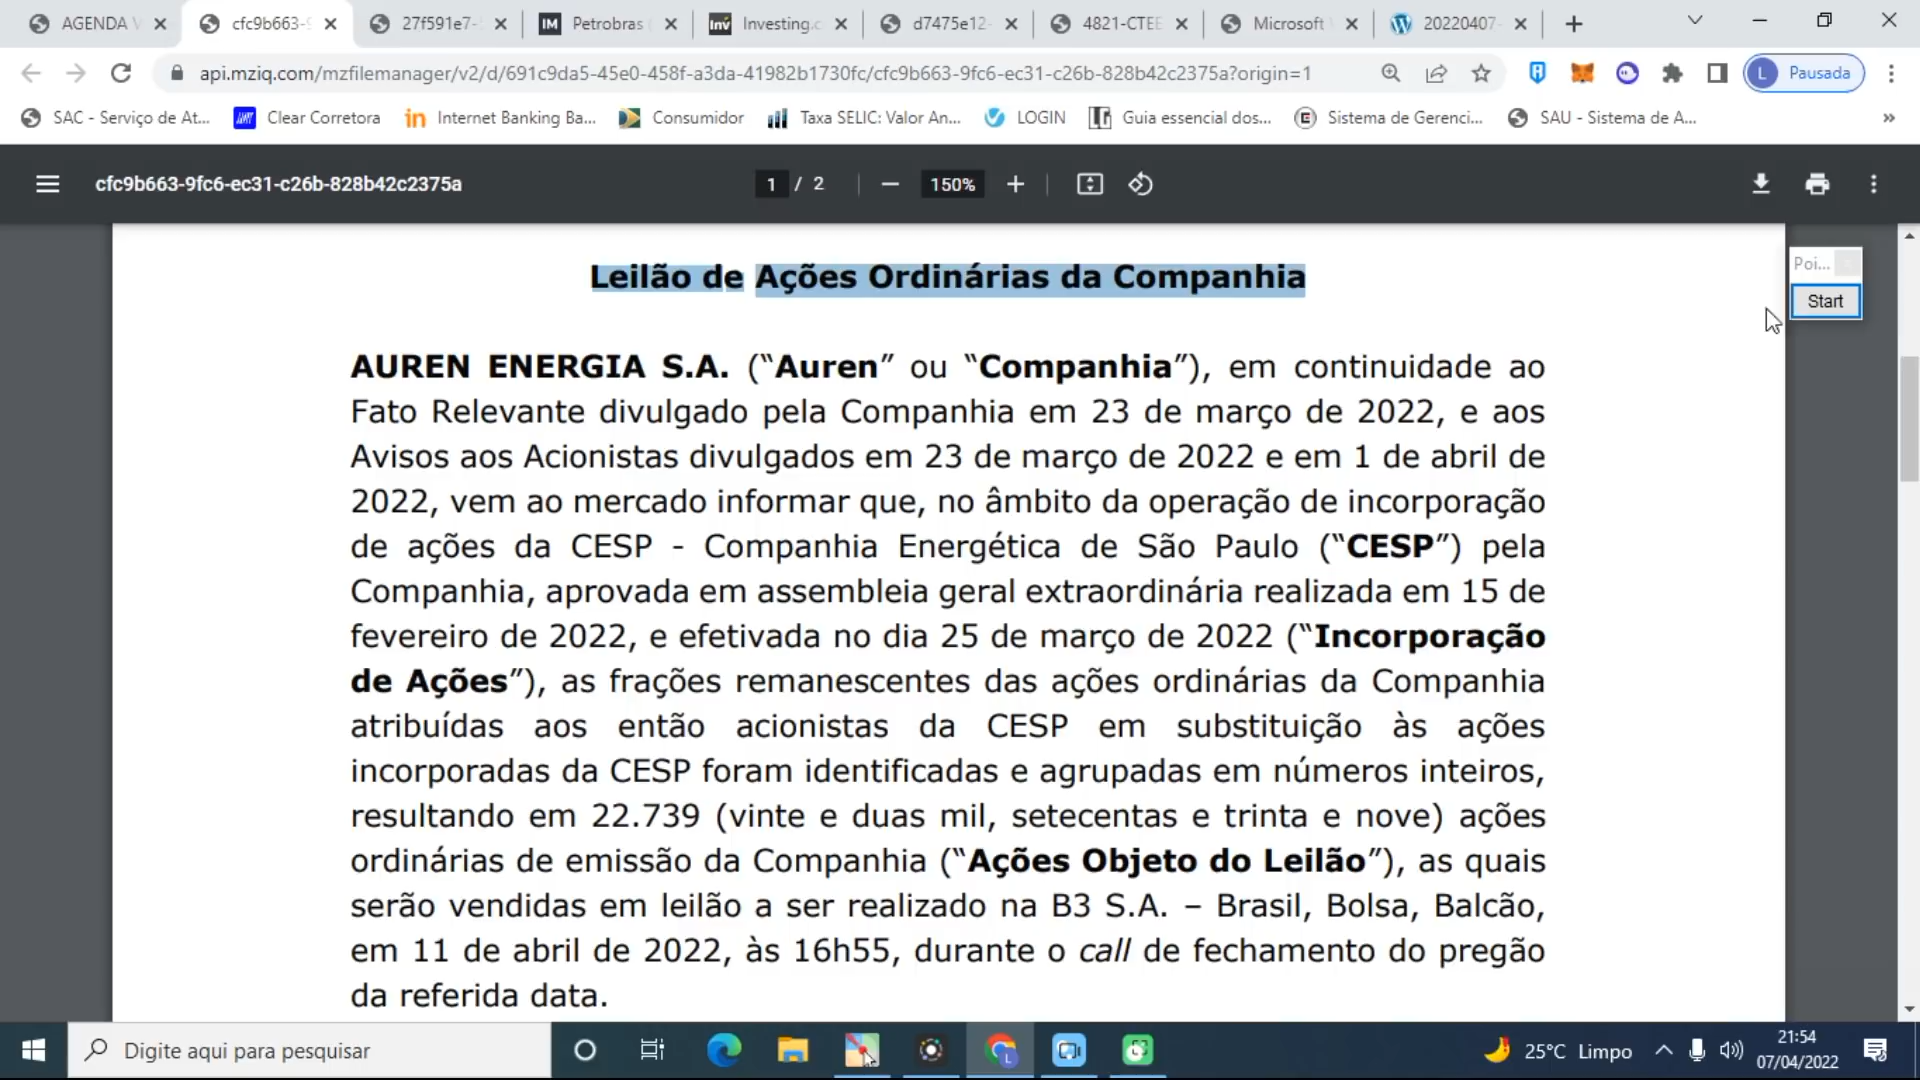 AGENDA V
cfc9b663-9
27f591e7-
IM Petrobras
Inv Investing.c
d7475e12-
4821-CTEE
Microsoft
20220407-
api.mziq.com/mzfilemanager/v2/d/691c9da5-45e0-458f-a3da-41982b1730fc/cfc9b663-9fc6-ec31-c26b-828b42c2375a?origin=1
L Pausada
SAC - Serviço de At...
Clear Corretora
in Internet Banking Ba...
Consumidor
Taxa SELIC: Valor An...
LOGIN
Guia essencial dos...
Sistema de Gerenci...
SAU - Sistema de A...
»
cfc9b663-9fc6-ec31-c26b-828b42c2375a
1 / 2
150%
Leilão de Ações Ordinárias da Companhia
Poi...
Start
AUREN ENERGIA S.A. (“Auren” ou “Companhia”), em continuidade ao
Fato Relevante divulgado pela Companhia em 23 de março de 2022, e aos
Avisos aos Acionistas divulgados em 23 de março de 2022 e em 1 de abril de
2022, vem ao mercado informar que, no âmbito da operação de incorporação
de ações da CESP - Companhia Energética de São Paulo (“CESP”) pela
Companhia, aprovada em assembleia geral extraordinária realizada em 15 de
fevereiro de 2022, e efetivada no dia 25 de março de 2022 (“Incorporação
de Ações”), as frações remanescentes das ações ordinárias da Companhia
atribuídas aos então acionistas da CESP em substituição às ações
incorporadas da CESP foram identificadas e agrupadas em números inteiros,
resultando em 22.739 (vinte e duas mil, setecentas e trinta e nove) ações
ordinárias de emissão da Companhia (“Ações Objeto do Leilão”), as quais
serão vendidas em leilão a ser realizado na B3 S.A. – Brasil, Bolsa, Balcão,
em 11 de abril de 2022, às 16h55, durante o call de fechamento do pregão
da referida data.
Digite aqui para pesquisar
25°C Limpo
21:54
07/04/2022